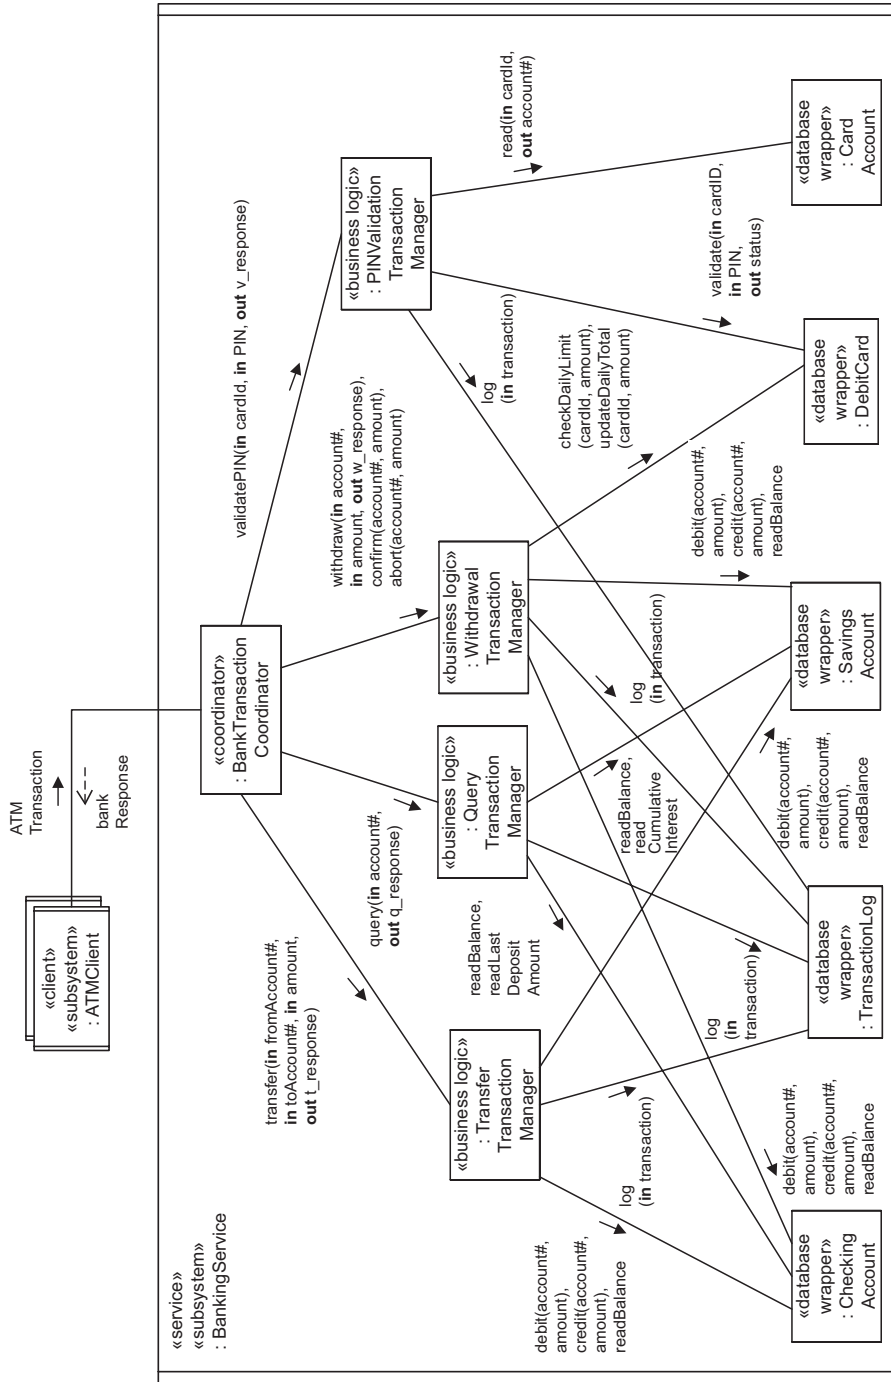 «client»
«subsystem»
: ATMClient
ATM
Transaction
bank
Response
«service»
«subsystem»
: BankingService
«coordinator»
: BankTransaction
Coordinator
transfer(in fromAccount#,
in toAccount#, in amount,
out t_response)
query(in account#,
out q_response)
withdraw(in account#,
in amount, out w_response),
confirm(account#, amount),
abort(account#, amount)
validatePIN(in cardId, in PIN, out v_response)
«business logic»
: Transfer
Transaction
Manager
«business logic»
: Query
Transaction
Manager
«business logic»
: Withdrawal
Transaction
Manager
«business logic»
: PINValidation
Transaction
Manager
debit(account#,
amount),
credit(account#,
amount),
readBalance
log
(in transaction)
readBalance,
readLast
Deposit
Amount
log
(in
transaction)
readBalance,
read
Cumulative
Interest
log
(in transaction)
log
(in transaction)
checkDailyLimit
(cardId, amount),
updateDailyTotal
(cardId, amount)
read(in cardId,
out account#)
validate(in cardID,
in PIN,
out status)
debit(account#,
amount),
credit(account#,
amount),
readBalance
debit(account#,
amount),
credit(account#,
amount),
readBalance
debit(account#,
amount),
credit(account#,
amount),
readBalance
«database
wrapper»
: Checking
Account
«database
wrapper»
: TransactionLog
«database
wrapper»
: Savings
Account
«database
wrapper»
: DebitCard
«database
wrapper»
: Card
Account